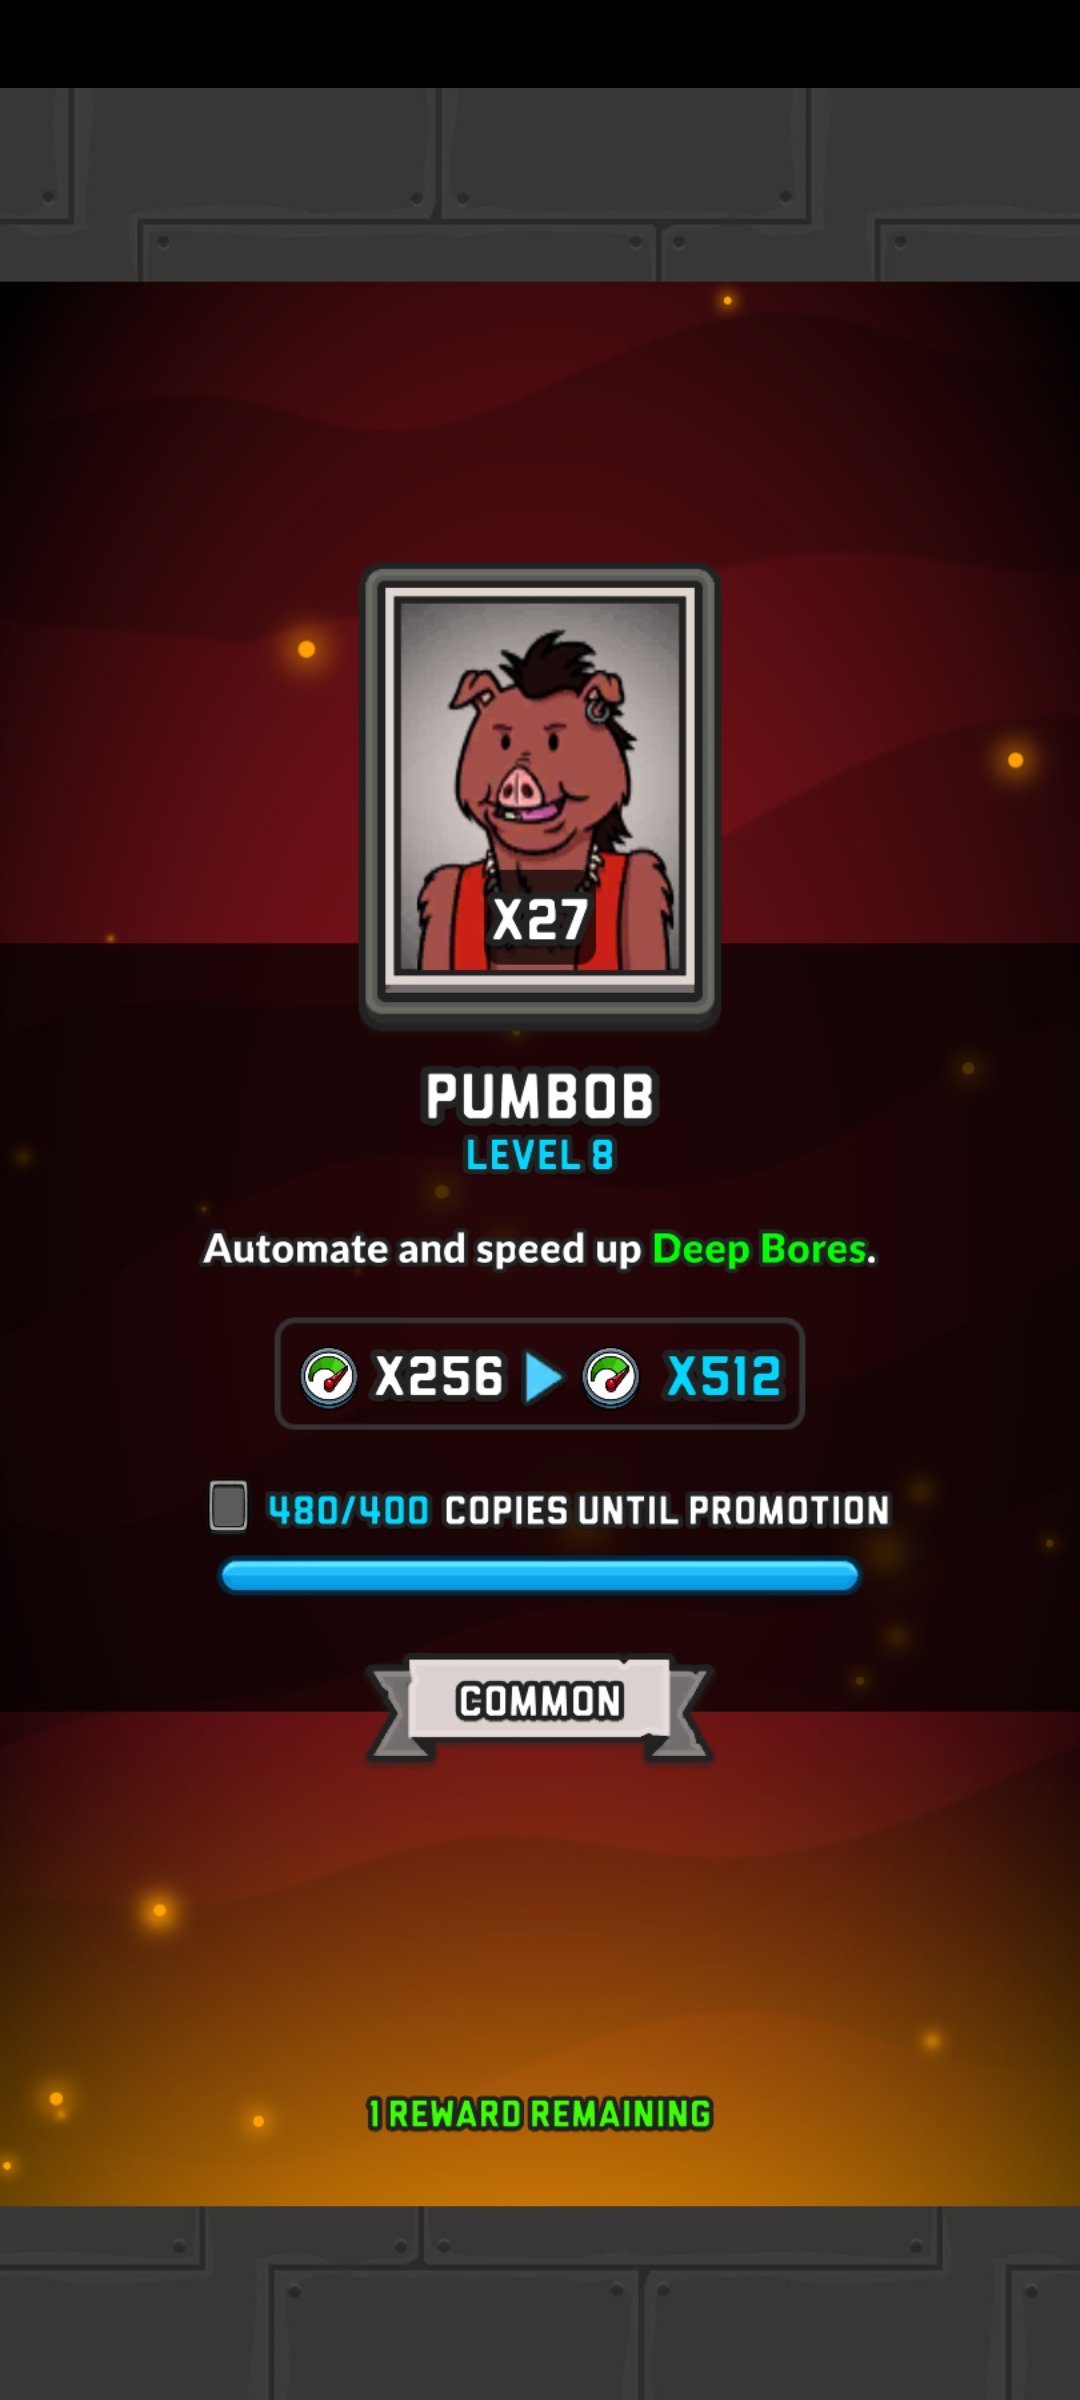 X27
PUMBOB
LEVEL 8
Automate and speed up Deep Bores.
X256 X512
480/400 COPIES UNTIL PROMOTION
COMMON
1 REWARD REMAINING